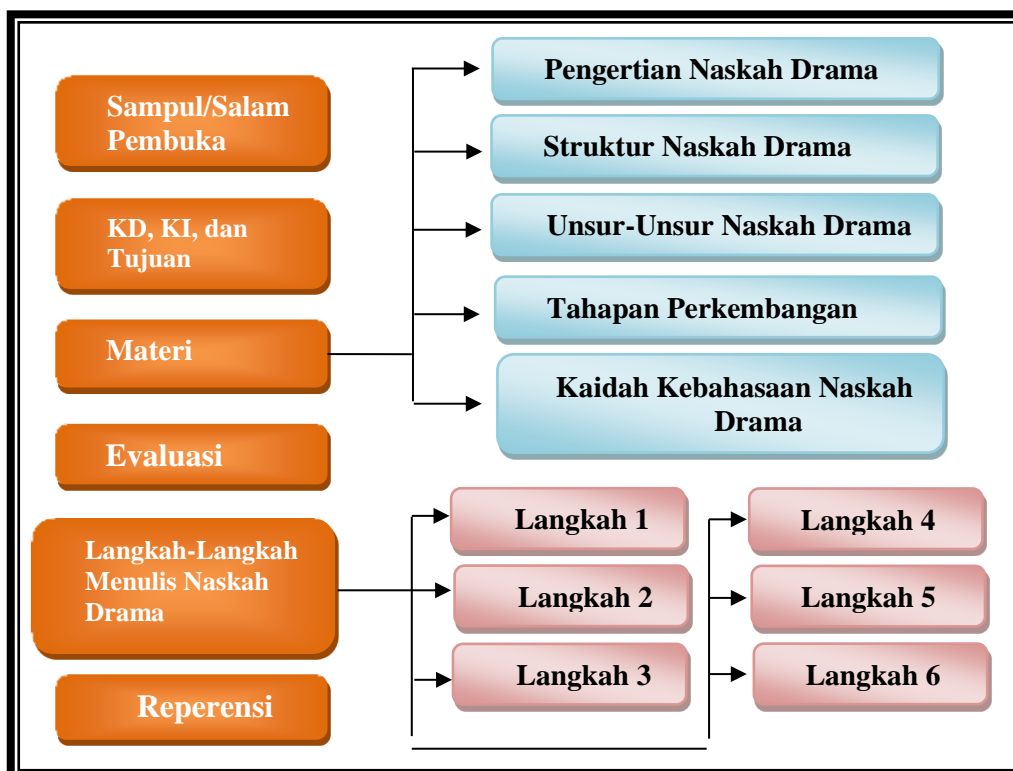 Sampul/Salam
Pembuka
KD, KI, dan
Tujuan
Materi
Pengertian Naskah Drama
Struktur Naskah Drama
Unsur-Unsur Naskah Drama
Tahapan Perkembangan
Kaidah Kebahasaan Naskah
Drama
Evaluasi
Langkah-Langkah
Menulis Naskah
Drama
Langkah 1
Langkah 2
Langkah 3
Langkah 4
Langkah 5
Langkah 6
Reperensi